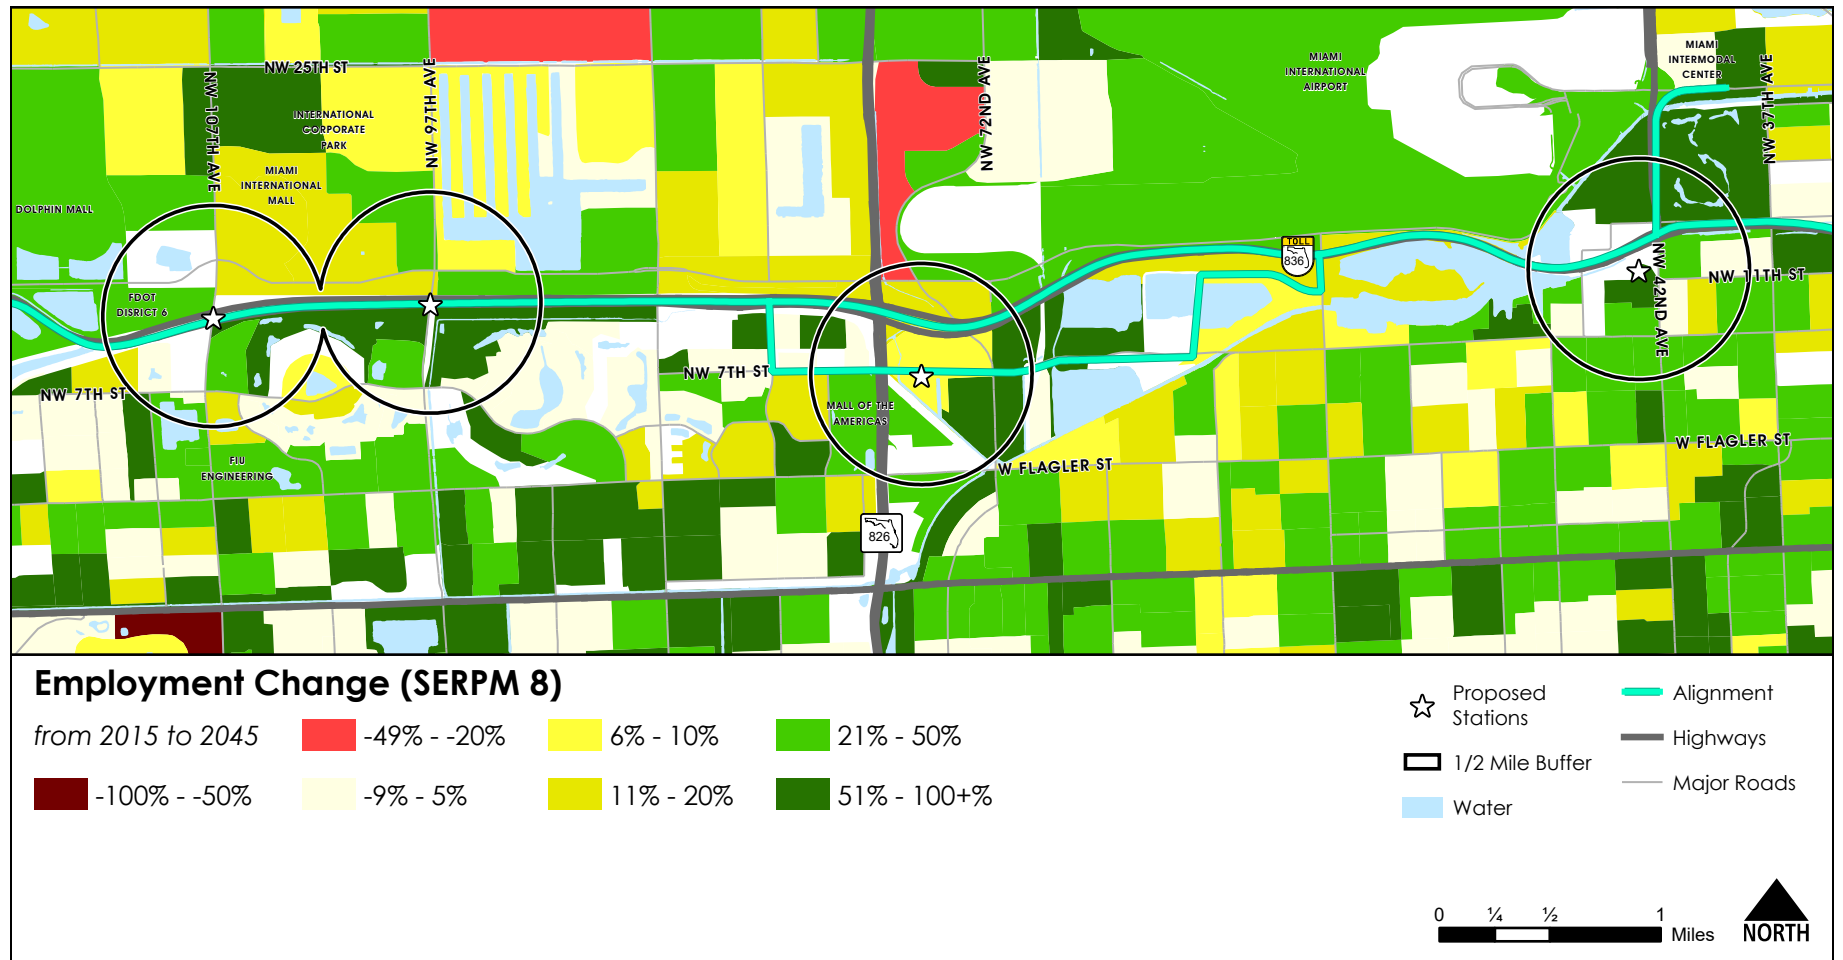 NW 25TH ST
NW 107TH AVE
NW 97TH AVE
NW 72ND AVE
NW 37TH AVE
MIAMI
INTERMODAL
CENTER
MIAMI
INTERNATIONAL
AIRPORT
INTERNATIONAL
CORPORATE
PARK
MIAMI
INTERNATIONAL
MALL
DOLPHIN MALL
TOLL
836
NW 42ND AVE
NW 11TH ST
FDOT
DISRICT 6
NW 7TH ST
NW 7TH ST
MALL OF THE
AMERICAS
W FLAGLER ST
W FLAGLER ST
FIU
ENGINEERING
826
Employment Change (SERPM 8)
from 2015 to 2045
-100% - -50%
-49% - -20%
-9% - 5%
6% - 10%
11% - 20%
21% - 50%
51% - 100+%
Proposed
Stations
1/2 Mile Buffer
Water
Alignment
Highways
Major Roads
0 ¼ ½ 1
Miles
NORTH